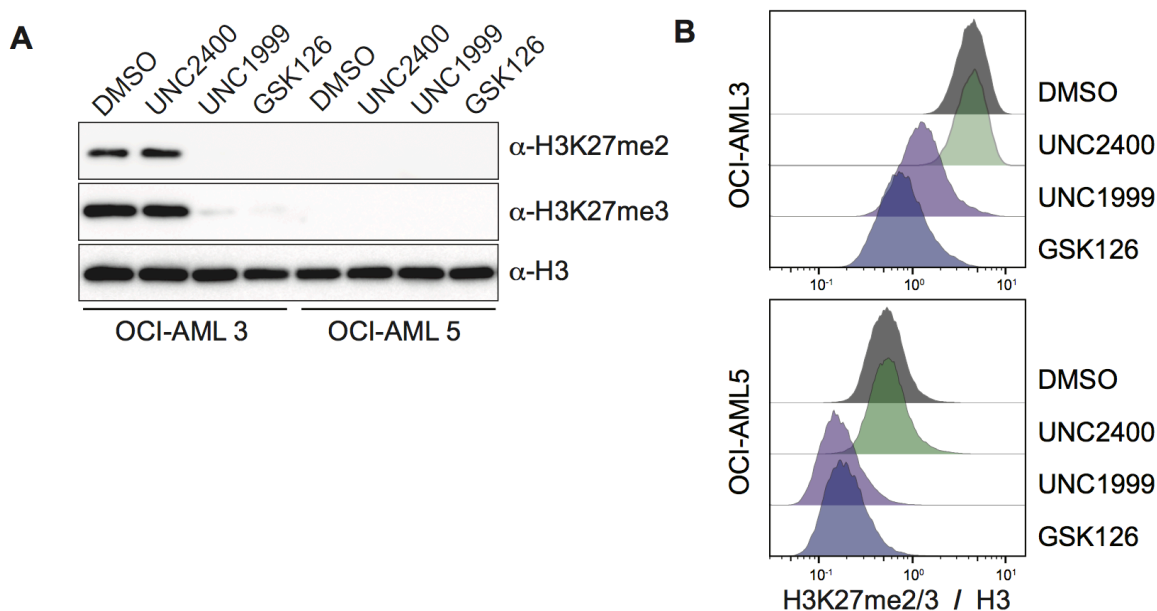 A
DMSO
UNC2400
UNC1999
GSK126
DMSO
UNC2400
UNC1999
GSK126
α-H3K27me2
α-H3K27me3
α-H3
OCI-AML 3
OCI-AML 5
B
OCI-AML3
DMSO
UNC2400
UNC1999
GSK126
10⁻¹ 10⁰ 10¹
OCI-AML5
DMSO
UNC2400
UNC1999
GSK126
10⁻¹ 10⁰ 10¹
H3K27me2/3 / H3